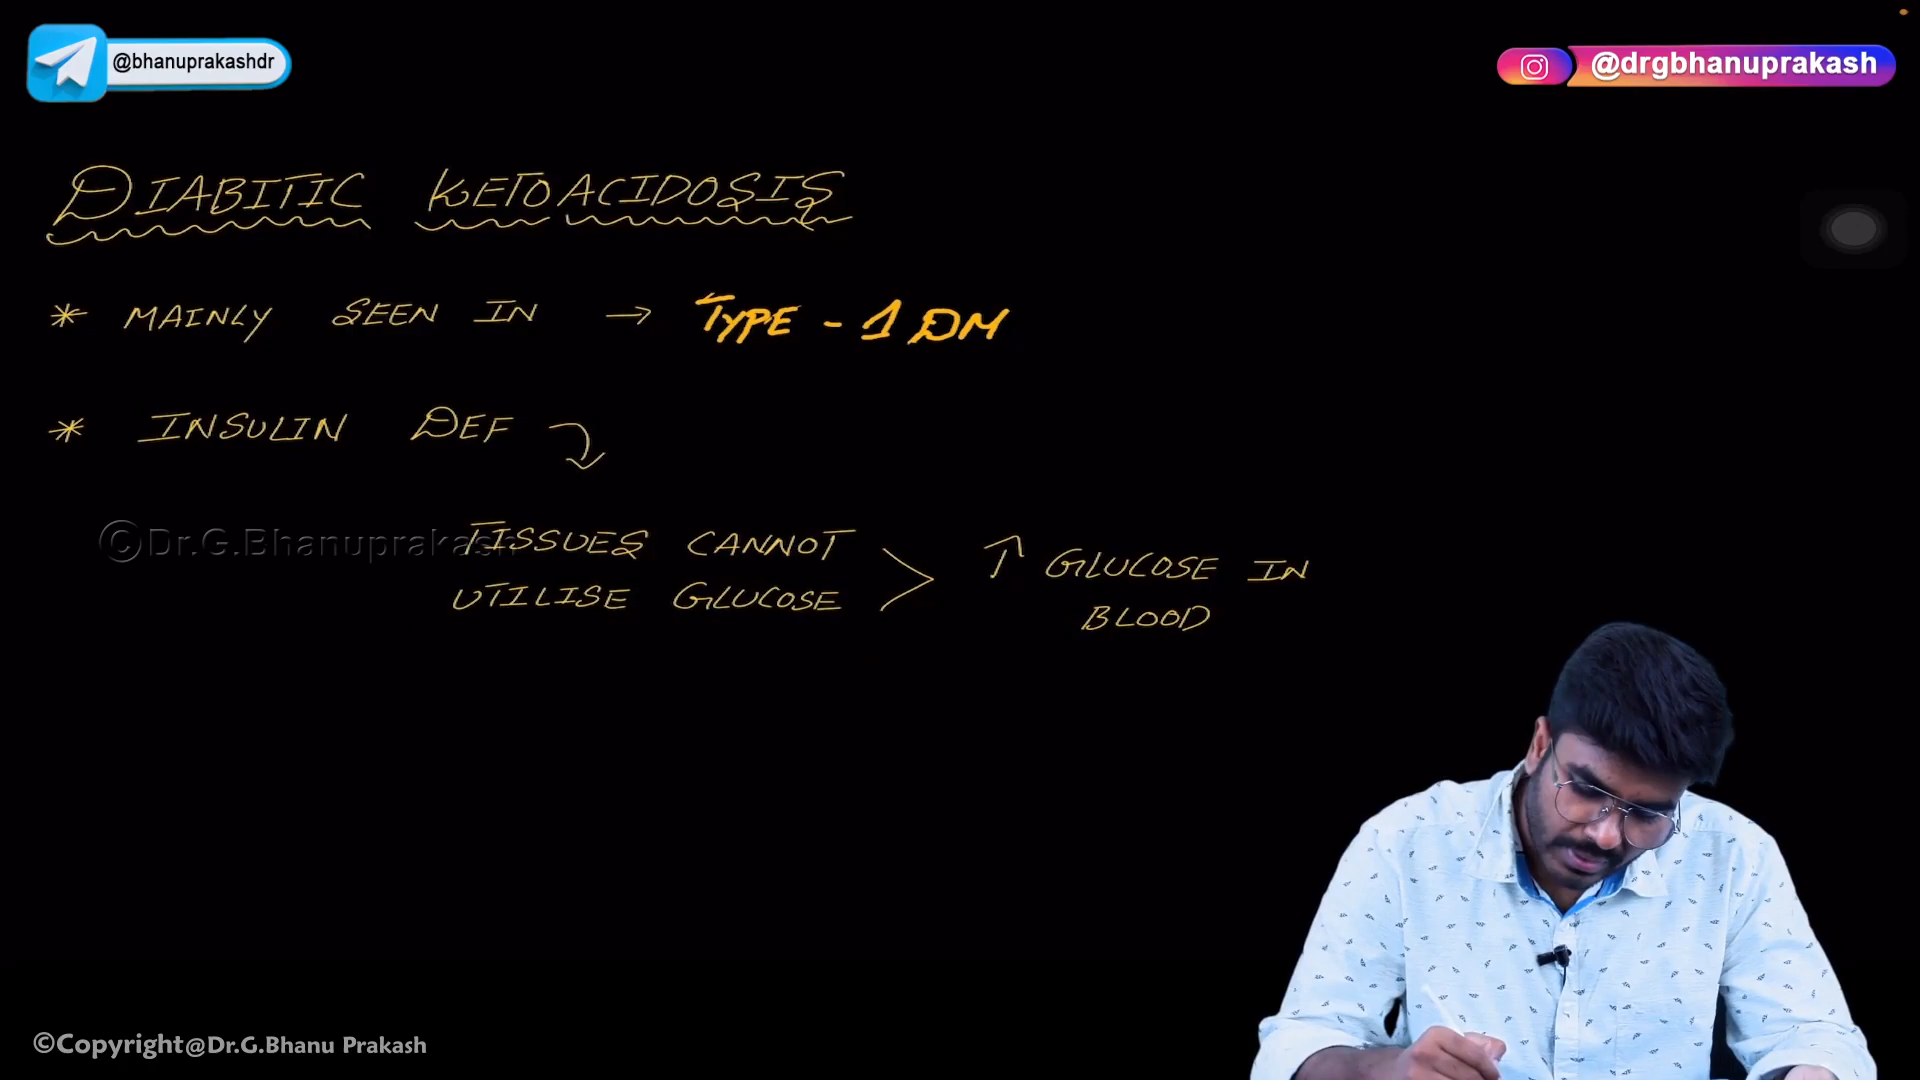 @bhanuprakashdr
@drgbhanuprakash
DIABITIC KETOACIDOSIS
* MAINLY SEEN IN → TYPE - 1 DM
* INSULIN DEF
©Dr.G.Bhanuprakash
TISSUES CANNOT
UTILISE GLUCOSE
↑ GLUCOSE IN
BLOOD
©Copyright@Dr.G.Bhanu Prakash